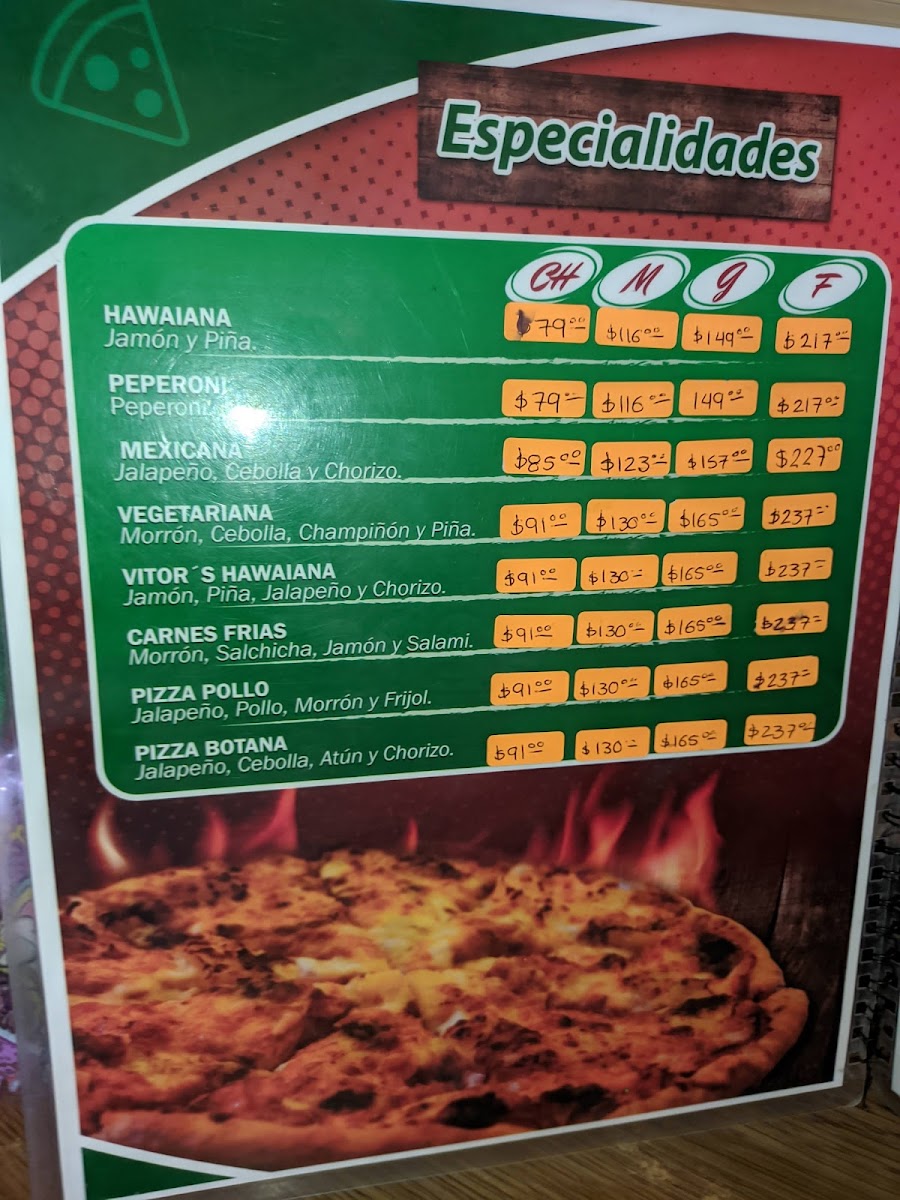 Especialidades
CH M G F
HAWAIANA $79.00 $116.00 $149.00 $217.00
Jamón y Piña.
PEPERONI $79.00 $116.00 149.00 $217.00
Peperoni.
MEXICANA $85.00 $123.00 $157.00 $227.00
Jalapeño, Cebolla y Chorizo.
VEGETARIANA $91.00 $130.00 $165.00 $237.00
Morrón, Cebolla, Champiñón y Piña.
VITOR´S HAWAIANA $91.00 $130.- $165.00 $237.-
Jamón, Piña, Jalapeño y Chorizo.
CARNES FRIAS $91.00 $130.00 $165.00 $237.-
Morrón, Salchicha, Jamón y Salami.
PIZZA POLLO $91.00 $130.00 $165.00 $237.-
Jalapeño, Pollo, Morrón y Frijol.
PIZZA BOTANA $91.00 $130.- $165.00 $237.00
Jalapeño, Cebolla, Atún y Chorizo.